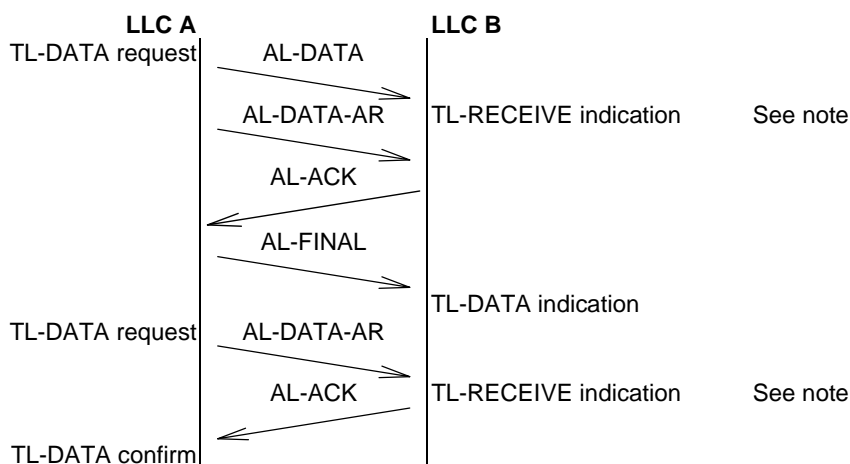 LLC A LLC B
TL-DATA request AL-DATA
AL-DATA-AR TL-RECEIVE indication See note
AL-ACK
AL-FINAL
TL-DATA indication
TL-DATA request AL-DATA-AR
AL-ACK TL-RECEIVE indication See note
TL-DATA confirm